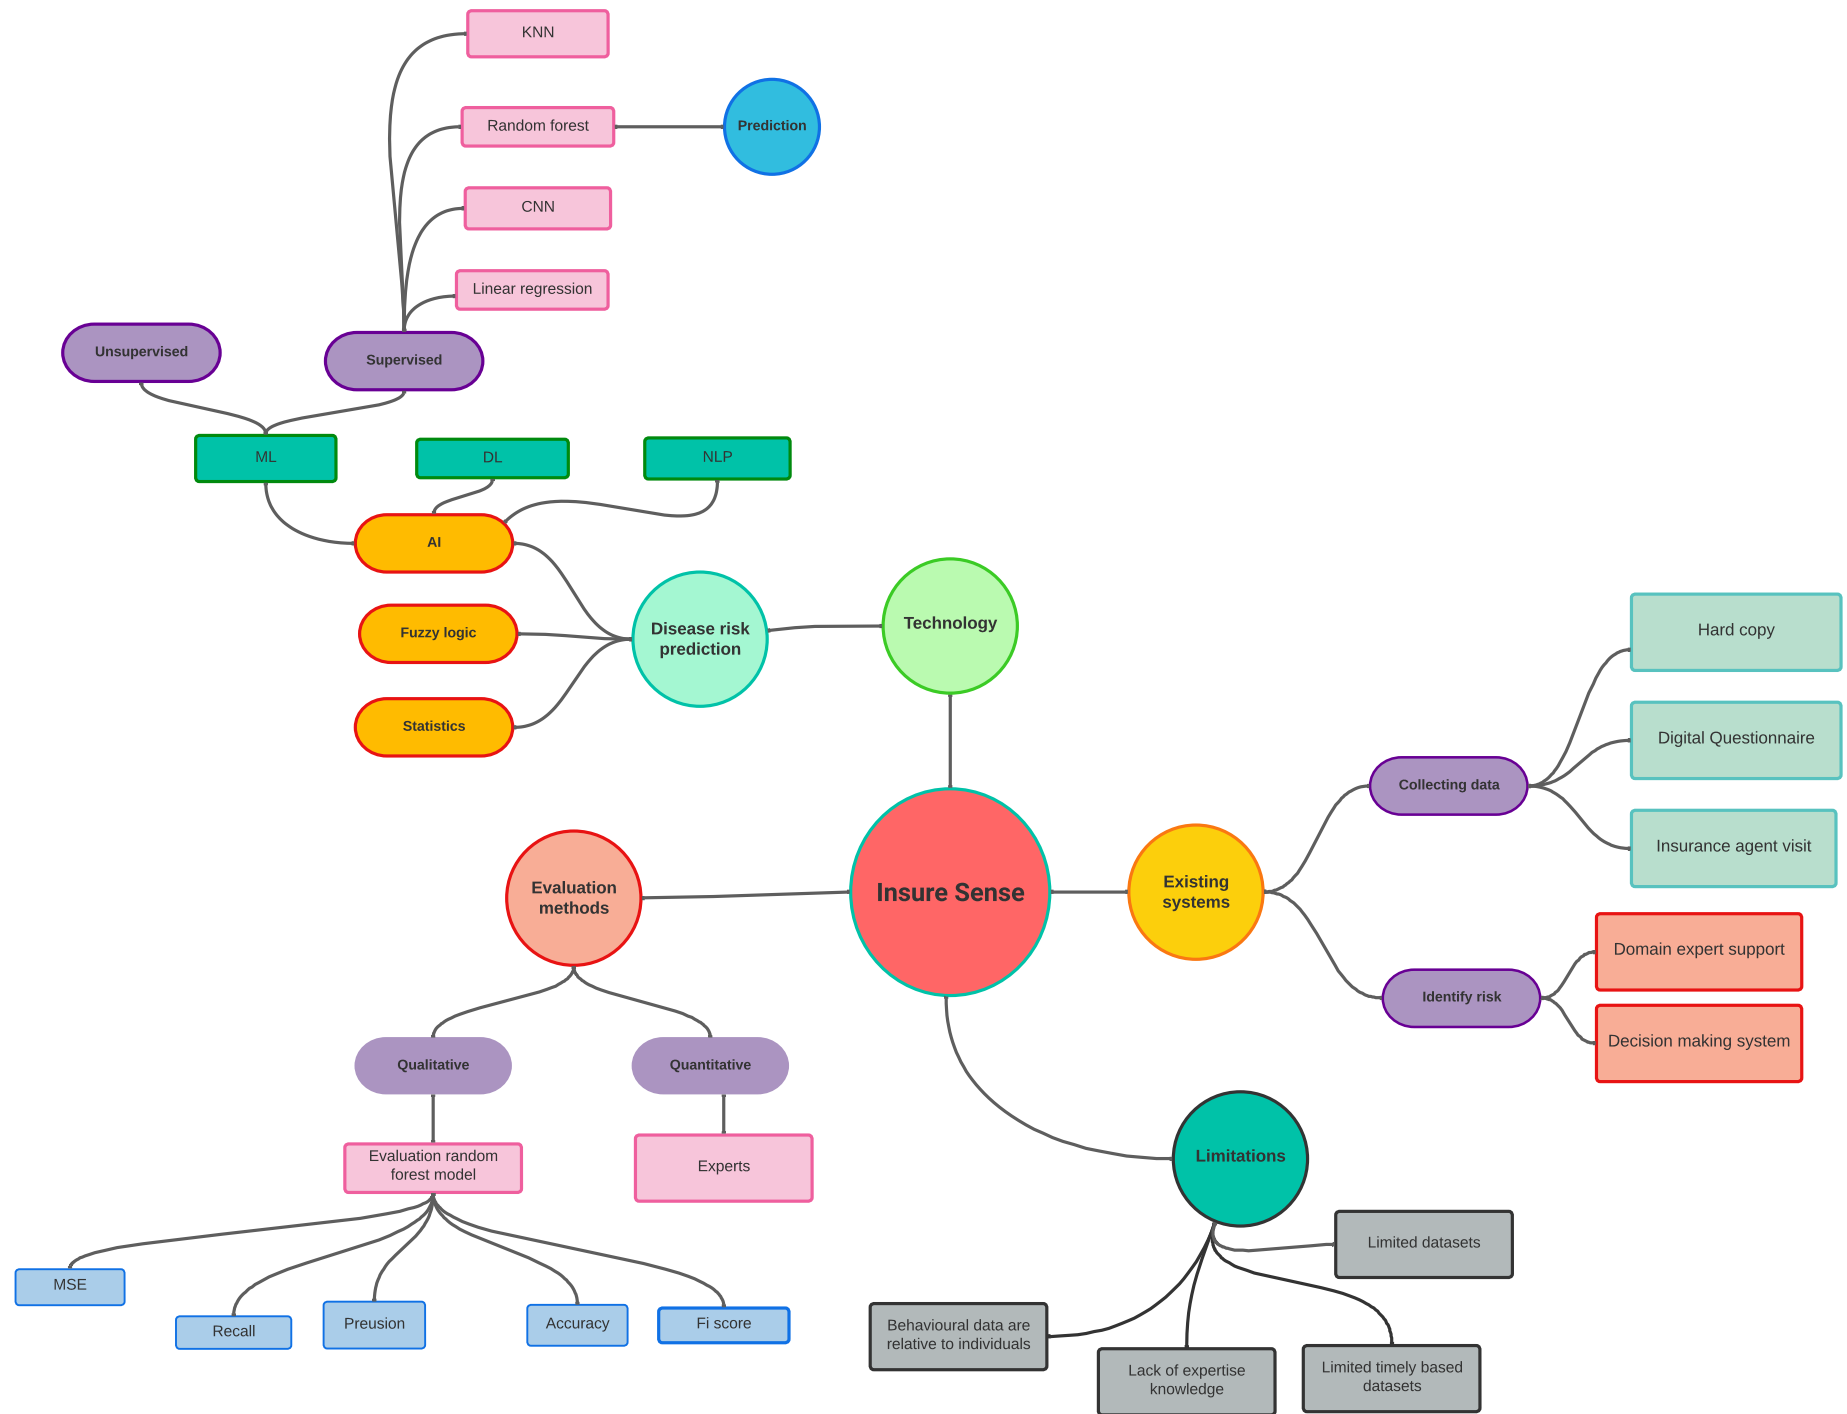 KNN
Random forest
Prediction
CNN
Linear regression
Unsupervised
Supervised
ML
DL
NLP
AI
Fuzzy logic
Statistics
Disease risk
prediction
Technology
Hard copy
Digital Questionnaire
Insurance agent visit
Collecting data
Evaluation
methods
Insure Sense
Existing
systems
Domain expert support
Decision making system
Identify risk
Qualitative
Quantitative
Evaluation random
forest model
Experts
Limitations
MSE
Recall
Preusion
Accuracy
Fi score
Limited datasets
Behavioural data are
relative to individuals
Lack of expertise
knowledge
Limited timely based
datasets